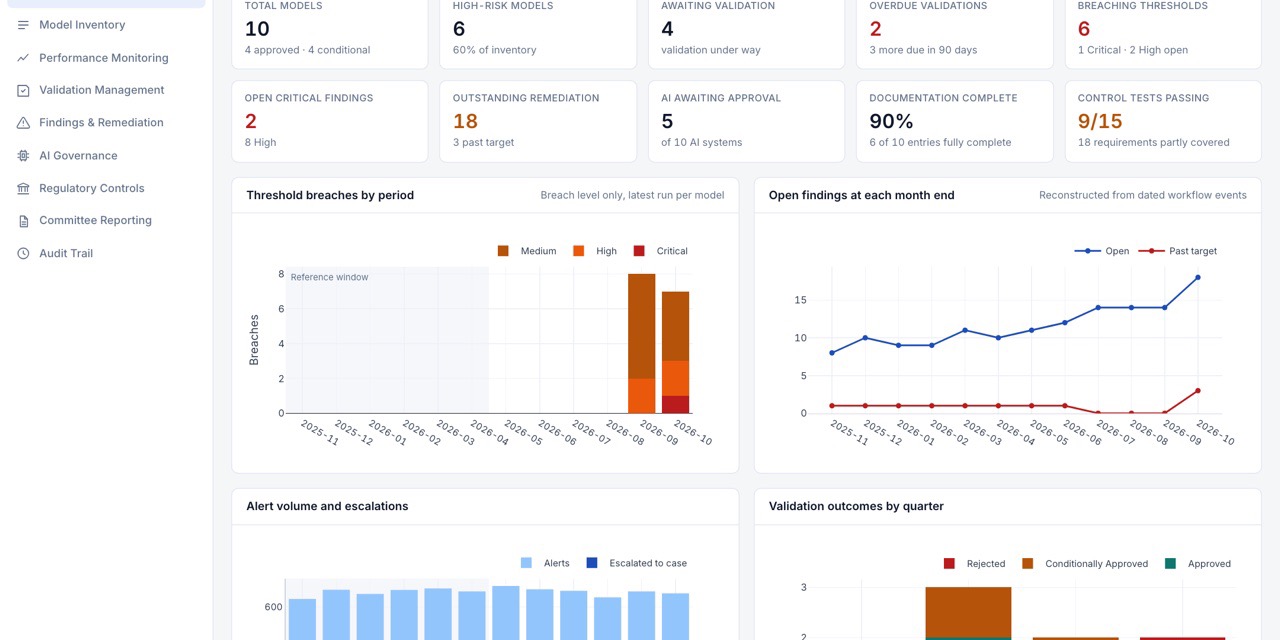 Model Inventory
Performance Monitoring
Validation Management
Findings & Remediation
AI Governance
Regulatory Controls
Committee Reporting
Audit Trail
TOTAL MODELS
10
4 approved · 4 conditional
HIGH-RISK MODELS
6
60% of inventory
AWAITING VALIDATION
4
validation under way
OVERDUE VALIDATIONS
2
3 more due in 90 days
BREACHING THRESHOLDS
6
1 Critical · 2 High open
OPEN CRITICAL FINDINGS
2
8 High
OUTSTANDING REMEDIATION
18
3 past target
AI AWAITING APPROVAL
5
of 10 AI systems
DOCUMENTATION COMPLETE
90%
6 of 10 entries fully complete
CONTROL TESTS PASSING
9/15
18 requirements partly covered
Threshold breaches by period
Breach level only, latest run per model
Medium High Critical
Reference window
Breaches
8
6
4
2
0
2025-11 2025-12 2026-01 2026-02 2026-03 2026-04 2026-05 2026-06 2026-07 2026-08 2026-09 2026-10
Open findings at each month end
Reconstructed from dated workflow events
Open Past target
15
10
5
0
2025-11 2025-12 2026-01 2026-02 2026-03 2026-04 2026-05 2026-06 2026-07 2026-08 2026-09 2026-10
Alert volume and escalations
Alerts Escalated to case
600
Validation outcomes by quarter
Rejected Conditionally Approved Approved
3
2